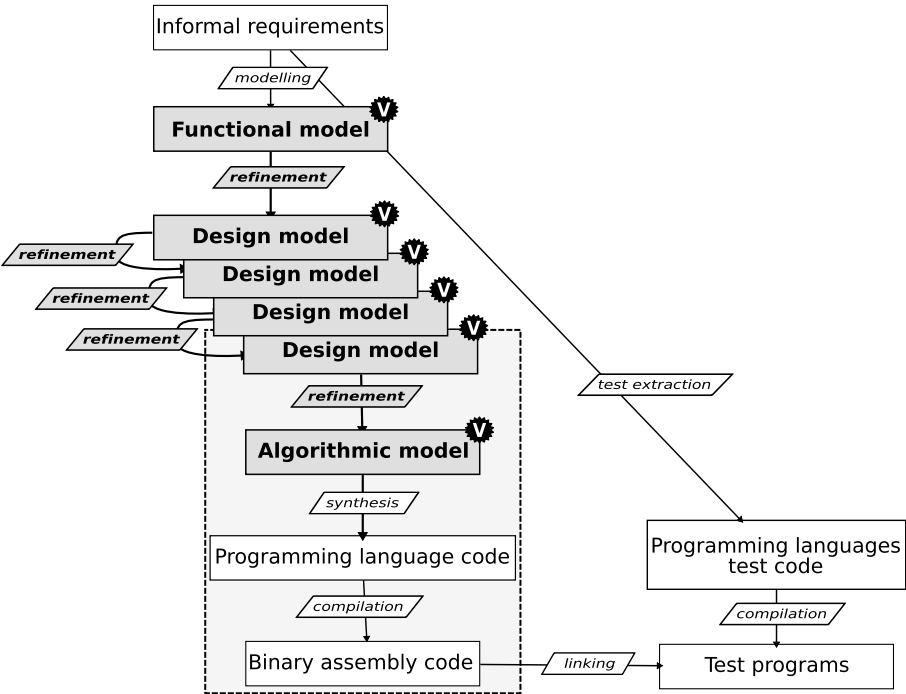 Informal requirements
modelling
V
Functional model
refinement
V
Design model
refinement
V
Design model
refinement
V
Design model
refinement
V
Design model
refinement
test extraction
V
Algorithmic model
synthesis
Programming language code
Programming languages
test code
compilation
compilation
Binary assembly code
linking
Test programs